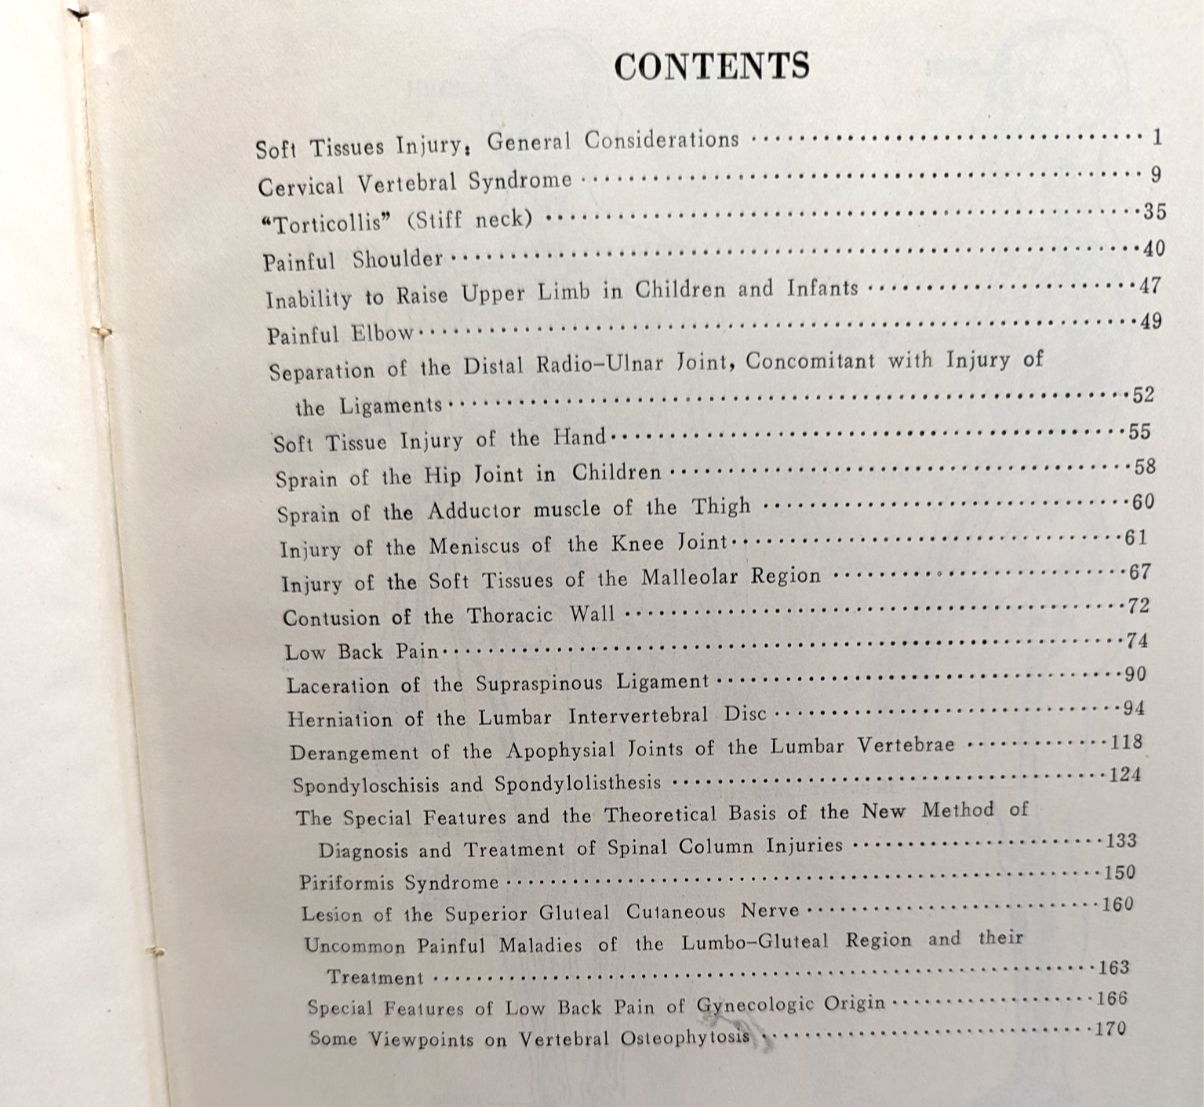 CONTENTS
Soft Tissues Injury: General Considerations ········································ 1
Cervical Vertebral Syndrome ········································ 9
“Torticollis” (Stiff neck) ········································35
Painful Shoulder ········································40
Inability to Raise Upper Limb in Children and Infants ····················47
Painful Elbow········································49
Separation of the Distal Radio-Ulnar Joint, Concomitant with Injury of
the Ligaments········································52
Soft Tissue Injury of the Hand········································55
Sprain of the Hip Joint in Children ········································58
Sprain of the Adductor muscle of the Thigh ······························60
Injury of the Meniscus of the Knee Joint······························61
Injury of the Soft Tissues of the Malleolar Region ····················67
Contusion of the Thoracic Wall ········································72
Low Back Pain········································74
Laceration of the Supraspinous Ligament ······························90
Herniation of the Lumbar Intervertebral Disc ····················94
Derangement of the Apophysial Joints of the Lumbar Vertebrae ·············118
Spondyloschisis and Spondylolisthesis ······························124
The Special Features and the Theoretical Basis of the New Method of
Diagnosis and Treatment of Spinal Column Injuries ····················133
Piriformis Syndrome ········································150
Lesion of the Superior Gluteal Cutaneous Nerve ····················160
Uncommon Painful Maladies of the Lumbo-Gluteal Region and their
Treatment ········································163
Special Features of Low Back Pain of Gynecologic Origin ··············166
Some Viewpoints on Vertebral Osteophytosis ····················170